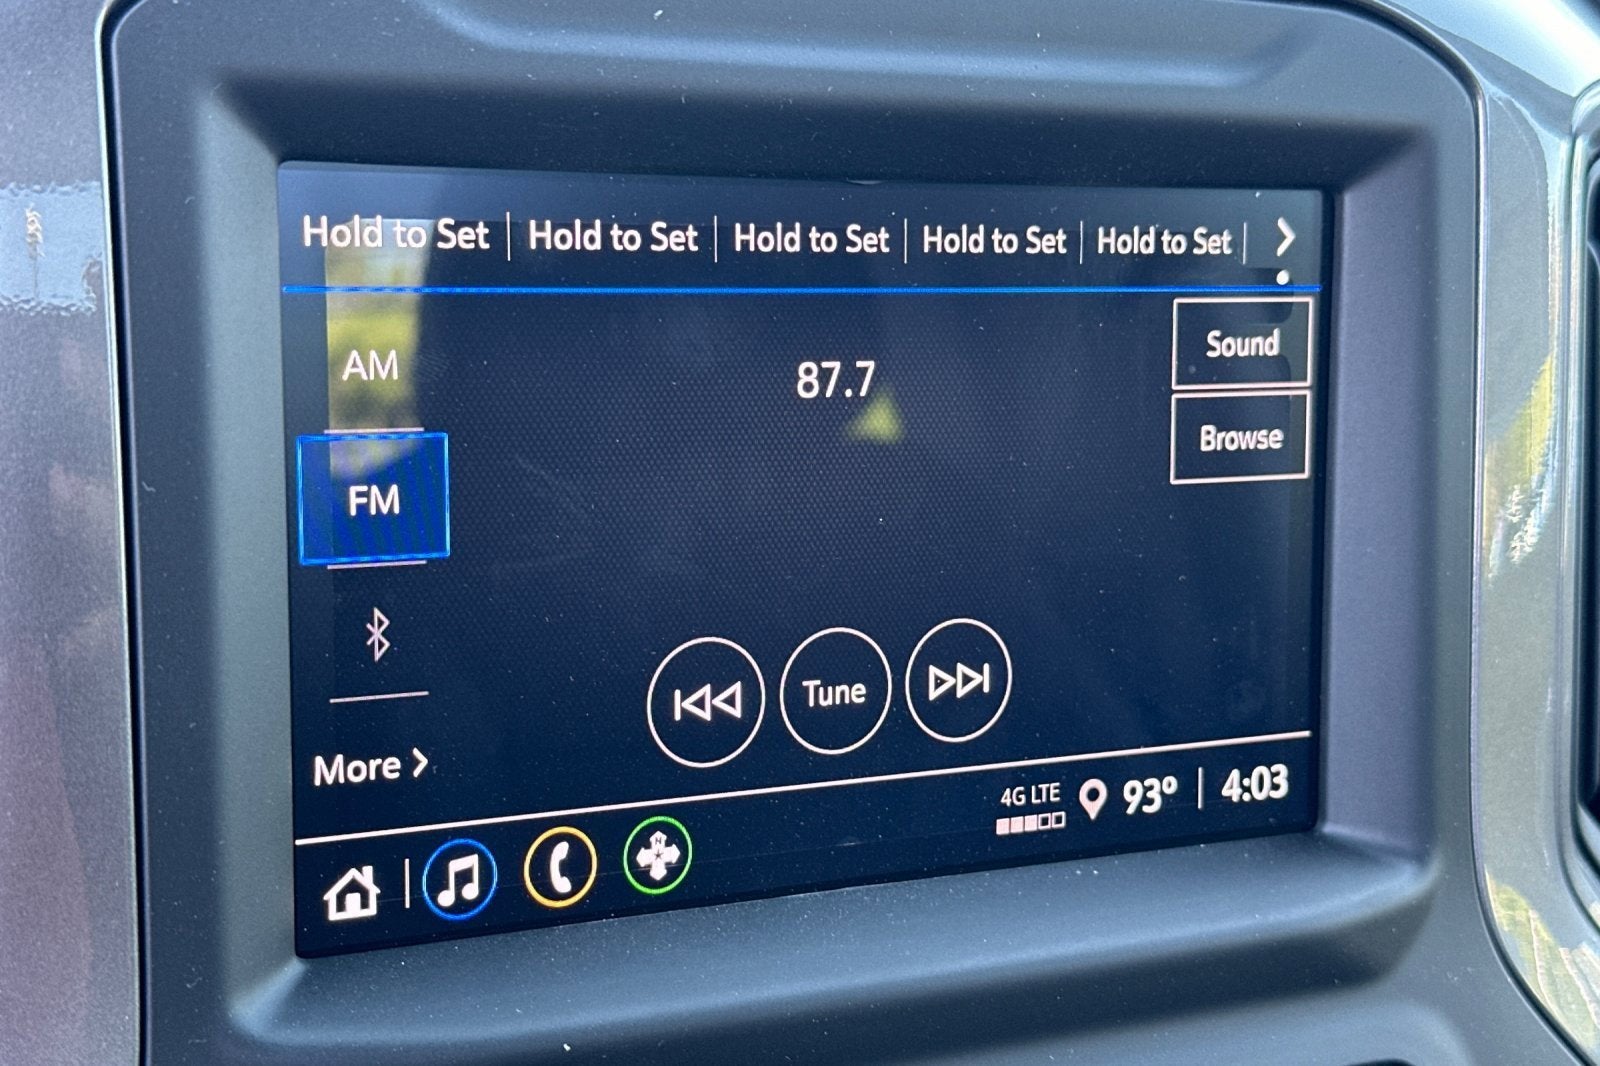 Hold to Set | Hold to Set | Hold to Set | Hold to Set | Hold to Set |
Sound
AM
87.7
Browse
FM
Tune
More
4G LTE
93° | 4:03
N